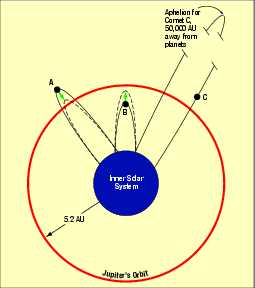 Aphelion for
Comet C,
50,000 AU
away from
planets
A
B
C
Inner Solar
System
5.2 AU
Jupiter's Orbit